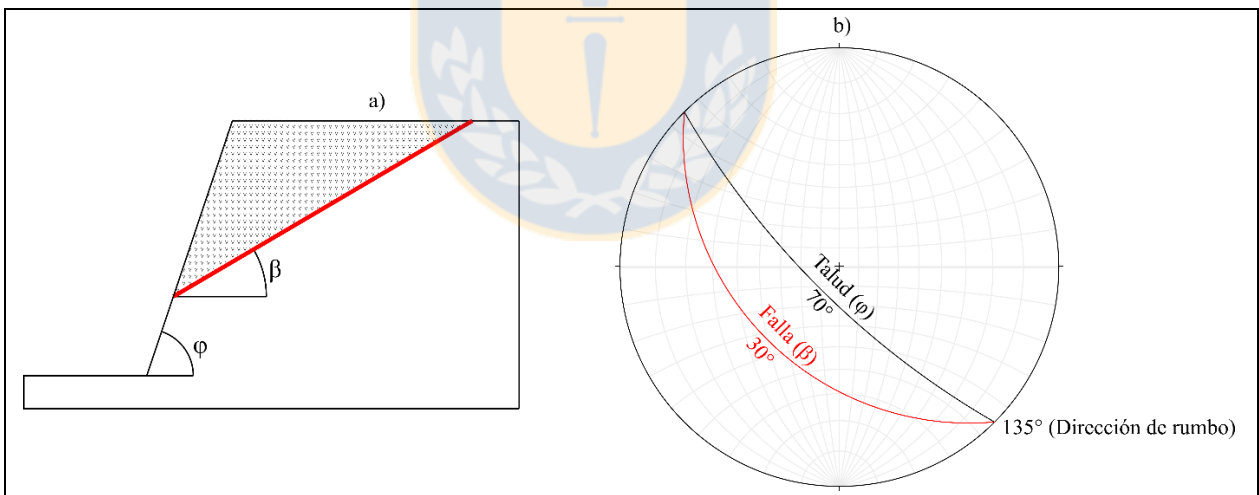 a)
β
φ
b)
Talud (φ)
70°
Falla (β)
30°
135° (Dirección de rumbo)